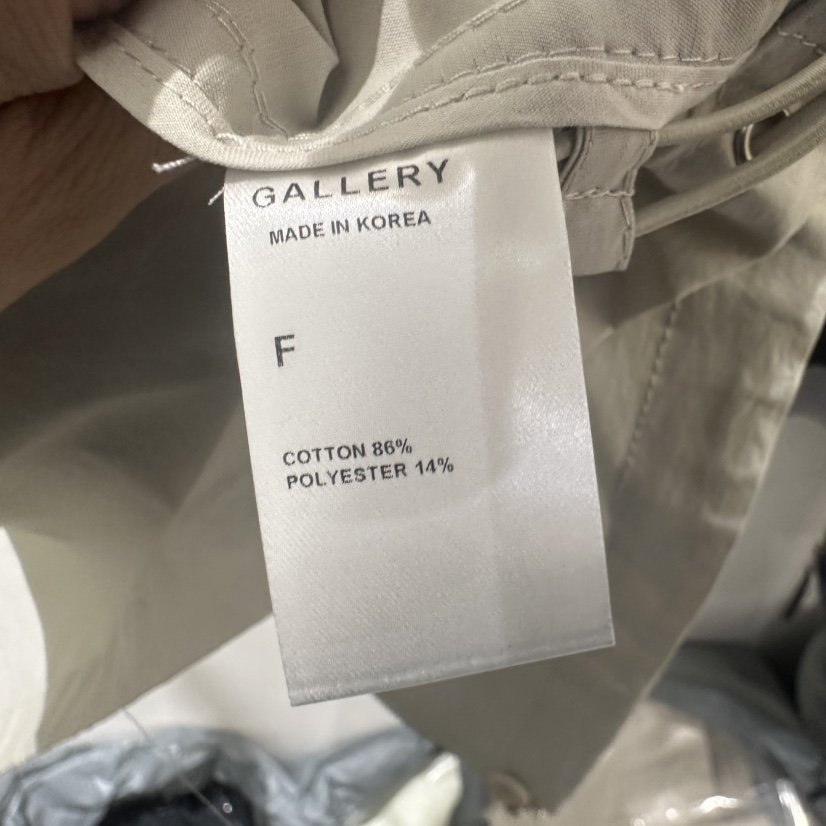 GALLERY
MADE IN KOREA
F
COTTON 86%
POLYESTER 14%